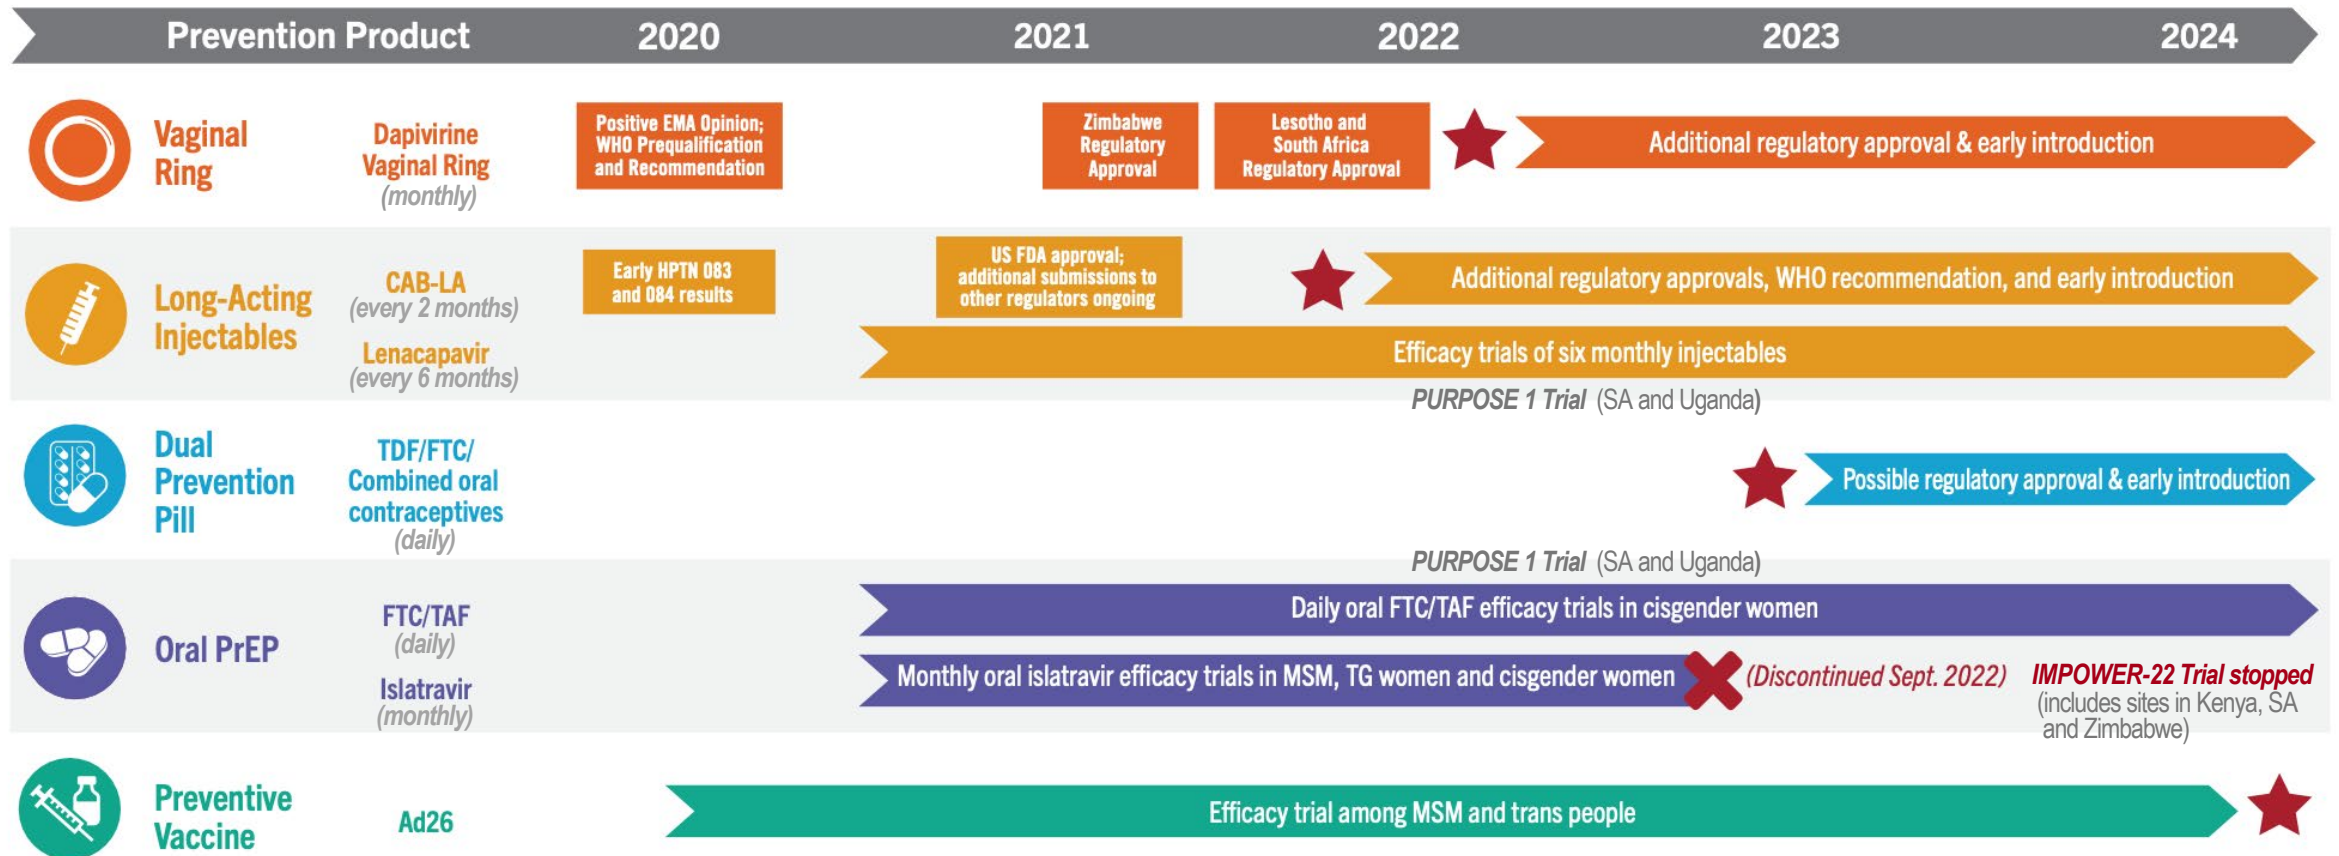 Prevention Product 2020 2021 2022 2023 2024
Vaginal
Ring
Dapivirine
Vaginal Ring
(monthly)
Positive EMA Opinion;
WHO Prequalification
and Recommendation
Zimbabwe
Regulatory
Approval
Lesotho and
South Africa
Regulatory Approval
Additional regulatory approval & early introduction
Long-Acting
Injectables
CAB-LA
(every 2 months)
Lenacapavir
(every 6 months)
Early HPTN 083
and 084 results
US FDA approval;
additional submissions to
other regulators ongoing
Additional regulatory approvals, WHO recommendation, and early introduction
Efficacy trials of six monthly injectables
PURPOSE 1 Trial (SA and Uganda)
Dual
Prevention
Pill
TDF/FTC/
Combined oral
contraceptives
(daily)
Possible regulatory approval & early introduction
PURPOSE 1 Trial (SA and Uganda)
Oral PrEP
FTC/TAF
(daily)
Islatravir
(monthly)
Daily oral FTC/TAF efficacy trials in cisgender women
Monthly oral islatravir efficacy trials in MSM, TG women and cisgender women
(Discontinued Sept. 2022)
IMPOWER-22 Trial stopped
(includes sites in Kenya, SA
and Zimbabwe)
Preventive
Vaccine
Ad26
Efficacy trial among MSM and trans people